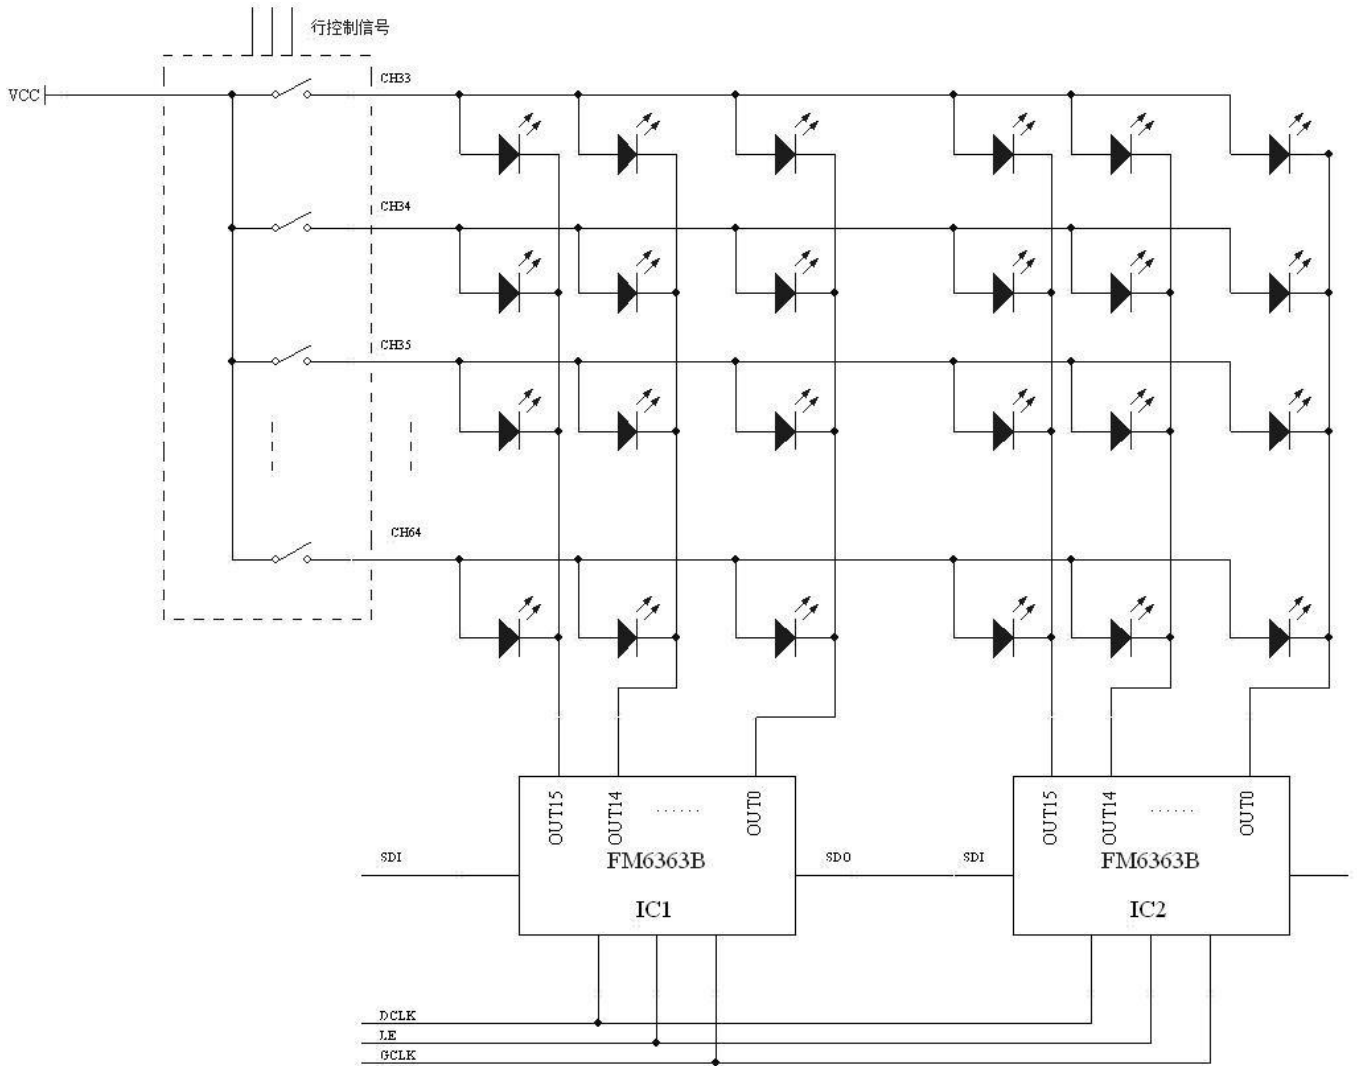 行控制信号
VCC
CH33
CH34
CH35
CH64
OUT15
OUT14
......
OUT0
OUT15
OUT14
......
OUT0
SDI
FM6363B
SDO
SDI
FM6363B
IC1
IC2
DCLK
LE
GCLK